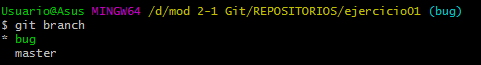 Usuario@Asus MINGW64 /d/mod 2-1 Git/REPOSITORIOS/ejercicio01 (bug)
$ git branch
* bug
  master